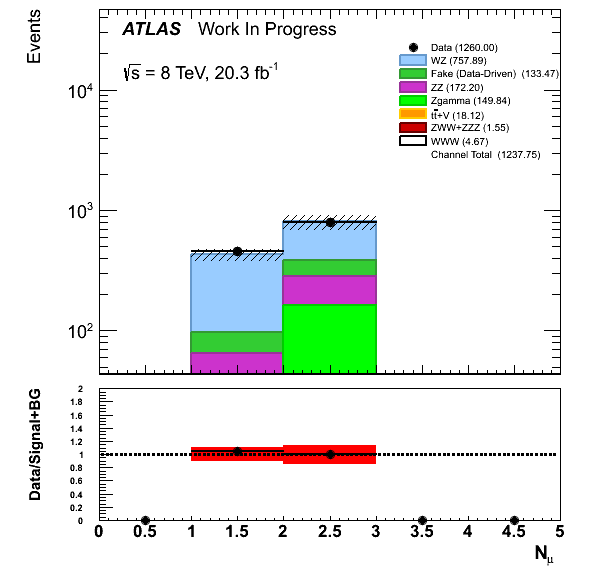 Events
ATLAS Work In Progress
√s = 8 TeV, 20.3 fb⁻¹
Data (1260.00)
WZ (757.89)
Fake (Data-Driven) (133.47)
ZZ (172.20)
Zgamma (149.84)
tt̄+V (18.12)
ZWW+ZZZ (1.55)
WWW (4.67)
Channel Total (1237.75)
10⁴
10³
10²
Data/Signal+BG
2
1.8
1.6
1.4
1.2
1
0.8
0.6
0.4
0.2
0
0 0.5 1 1.5 2 2.5 3 3.5 4 4.5 5
Nμ